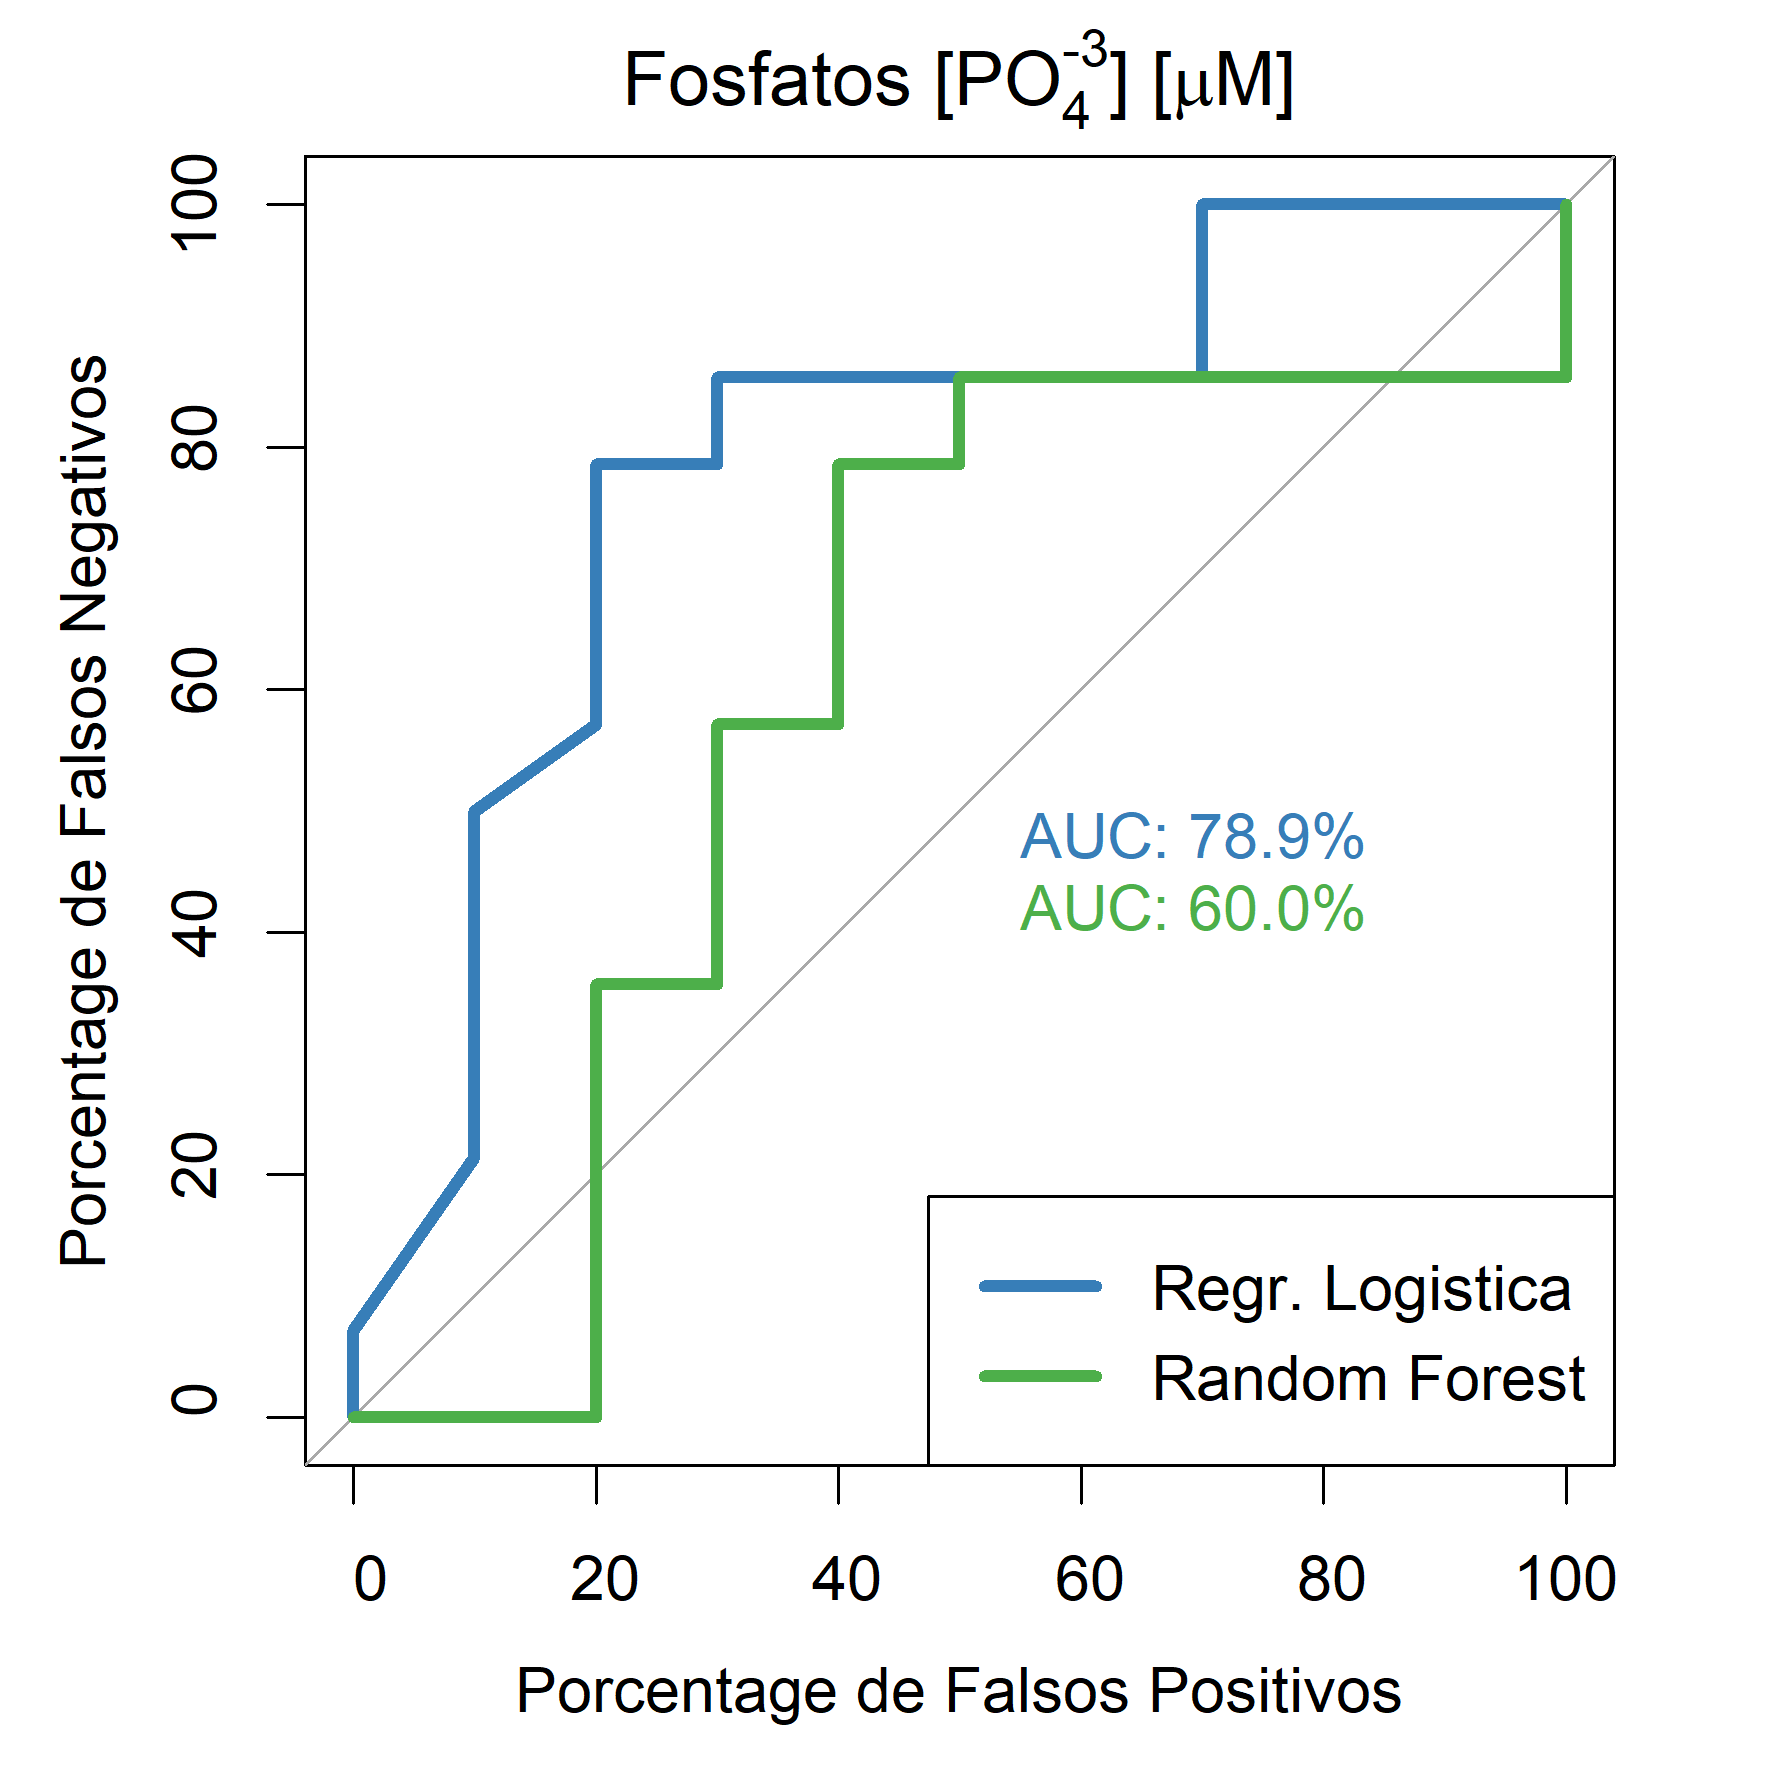 Fosfatos [PO₄⁻³] [μM]
100
80
60
40
20
0
Porcentage de Falsos Negativos
AUC: 78.9%
AUC: 60.0%
Regr. Logistica
Random Forest
0 20 40 60 80 100
Porcentage de Falsos Positivos